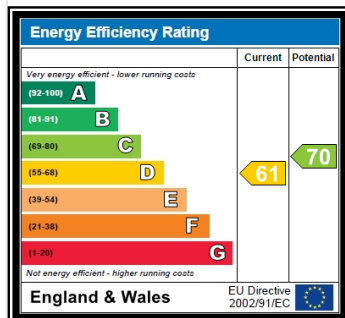 Energy Efficiency Rating
Current Potential
Very energy efficient - lower running costs
(92-100) A
(81-91) B
(69-80) C
(55-68) D
(39-54) E
(21-38) F
(1-20) G
61
70
Not energy efficient - higher running costs
England & Wales
EU Directive
2002/91/EC